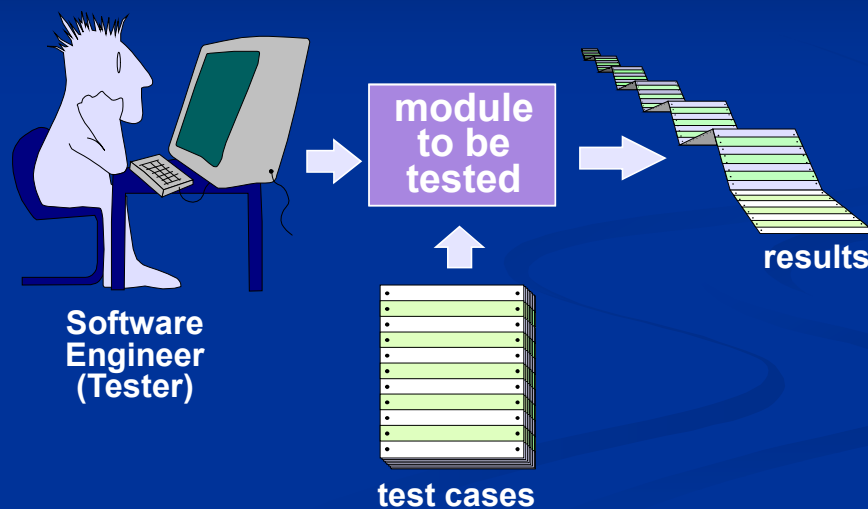 module
to be
tested
results
Software
Engineer
(Tester)
test cases